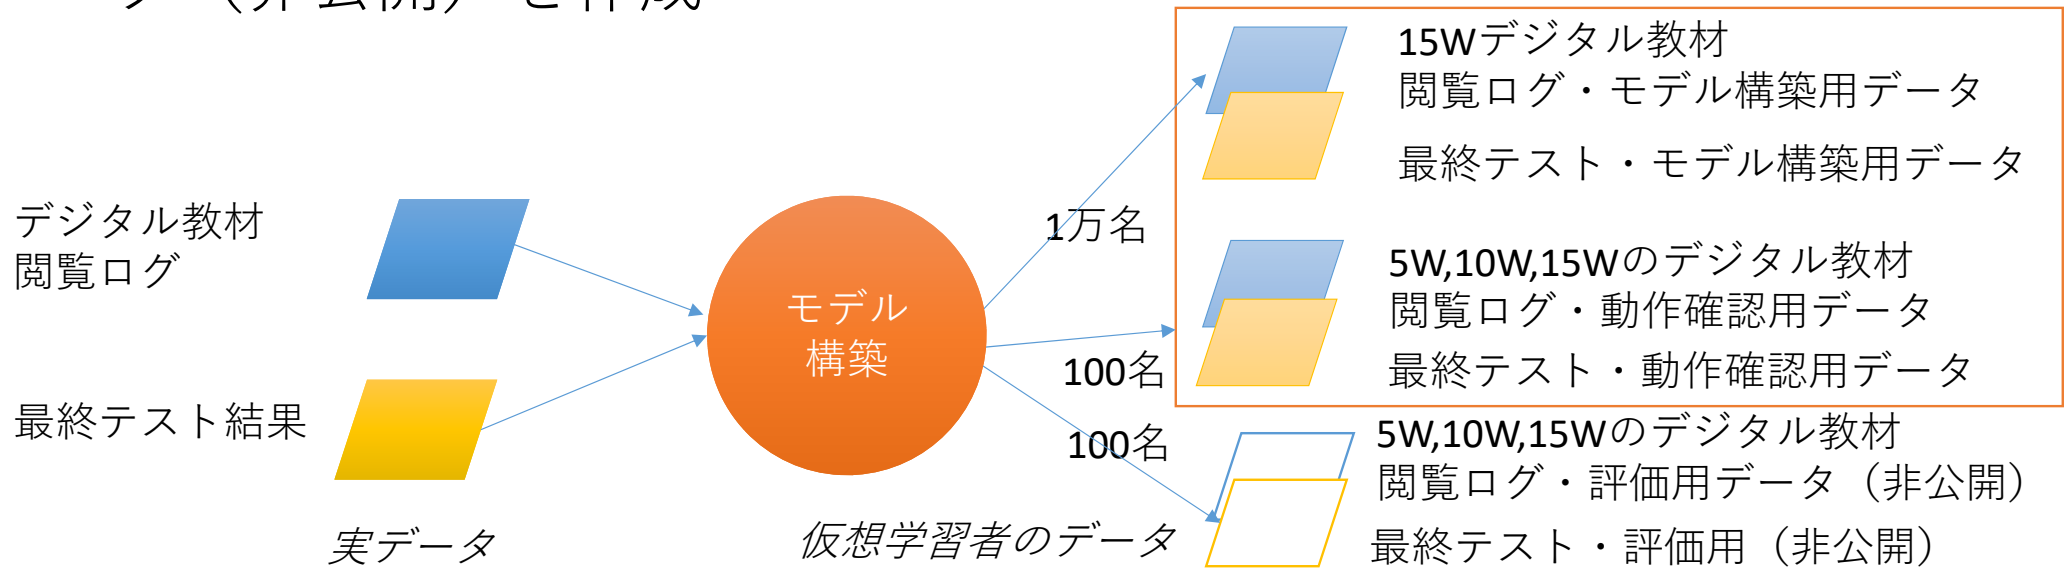 タ（非公開）を作成
デジタル教材
閲覧ログ
最終テスト結果
実データ
モデル
構築
1万名
100名
100名
仮想学習者のデータ
15Wデジタル教材
閲覧ログ・モデル構築用データ
最終テスト・モデル構築用データ
5W,10W,15Wのデジタル教材
閲覧ログ・動作確認用データ
最終テスト・動作確認用データ
5W,10W,15Wのデジタル教材
閲覧ログ・評価用データ（非公開）
最終テスト・評価用（非公開）